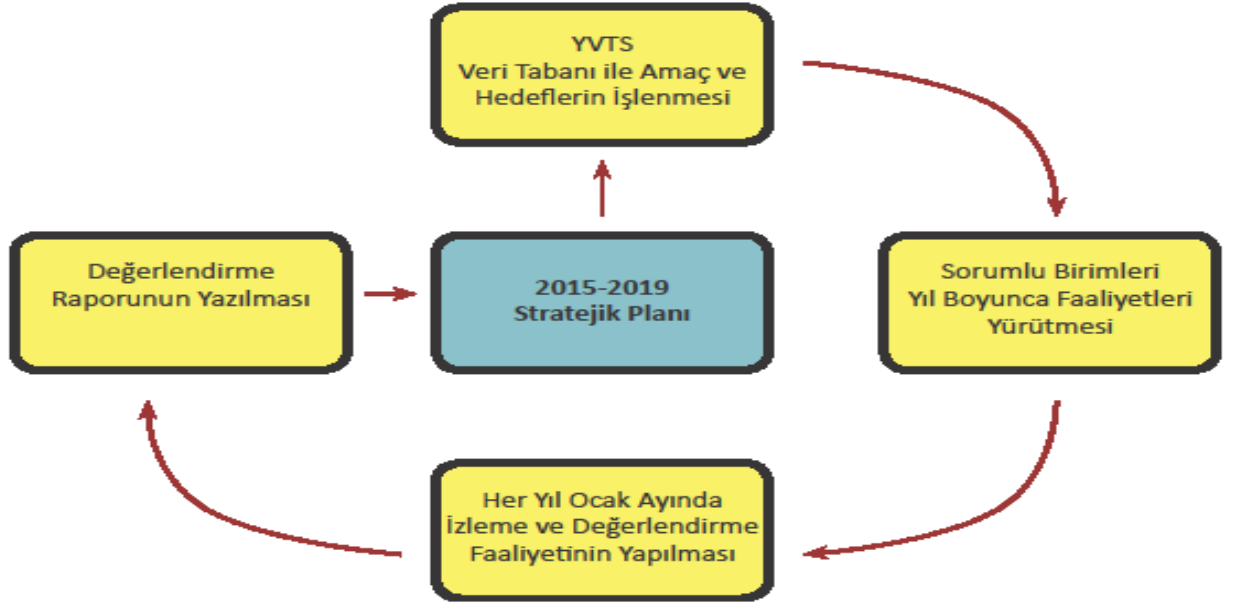 YVTS
Veri Tabanı ile Amaç ve
Hedeflerin İşlenmesi
Değerlendirme
Raporunun Yazılması
2015-2019
Stratejik Planı
Sorumlu Birimleri
Yıl Boyunca Faaliyetleri
Yürütmesi
Her Yıl Ocak Ayında
İzleme ve Değerlendirme
Faaliyetinin Yapılması